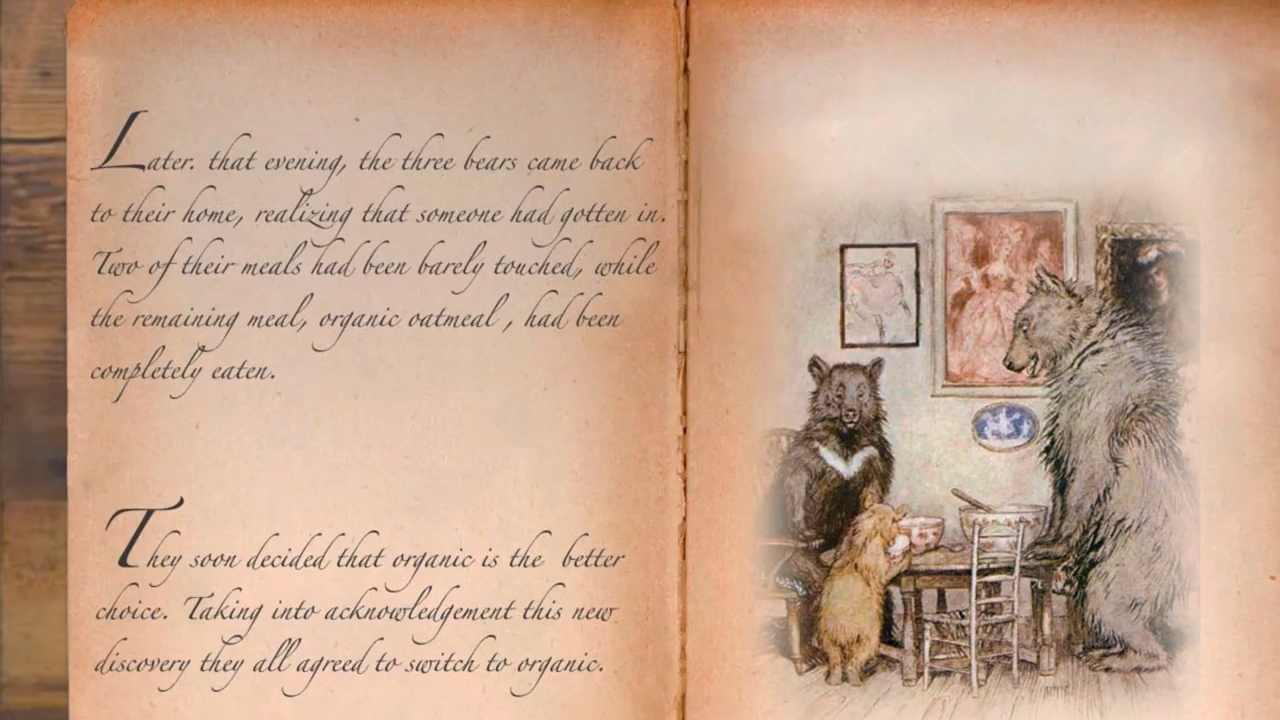 Later. that evening, the three bears came back
to their home, realizing that someone had gotten in.
Two of their meals had been barely touched, while
the remaining meal, organic oatmeal , had been
completely eaten.
They soon decided that organic is the better
choice. Taking into acknowledgement this new
discovery they all agreed to switch to organic.